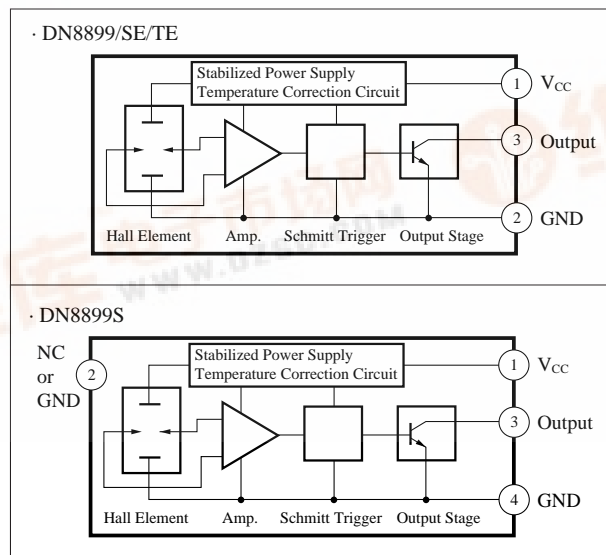 · DN8899/SE/TE
Stabilized Power Supply
Temperature Correction Circuit
1 V_CC
3 Output
2 GND
Hall Element Amp. Schmitt Trigger Output Stage
· DN8899S
NC
or
GND
2
Stabilized Power Supply
Temperature Correction Circuit
1 V_CC
3 Output
4 GND
Hall Element Amp. Schmitt Trigger Output Stage